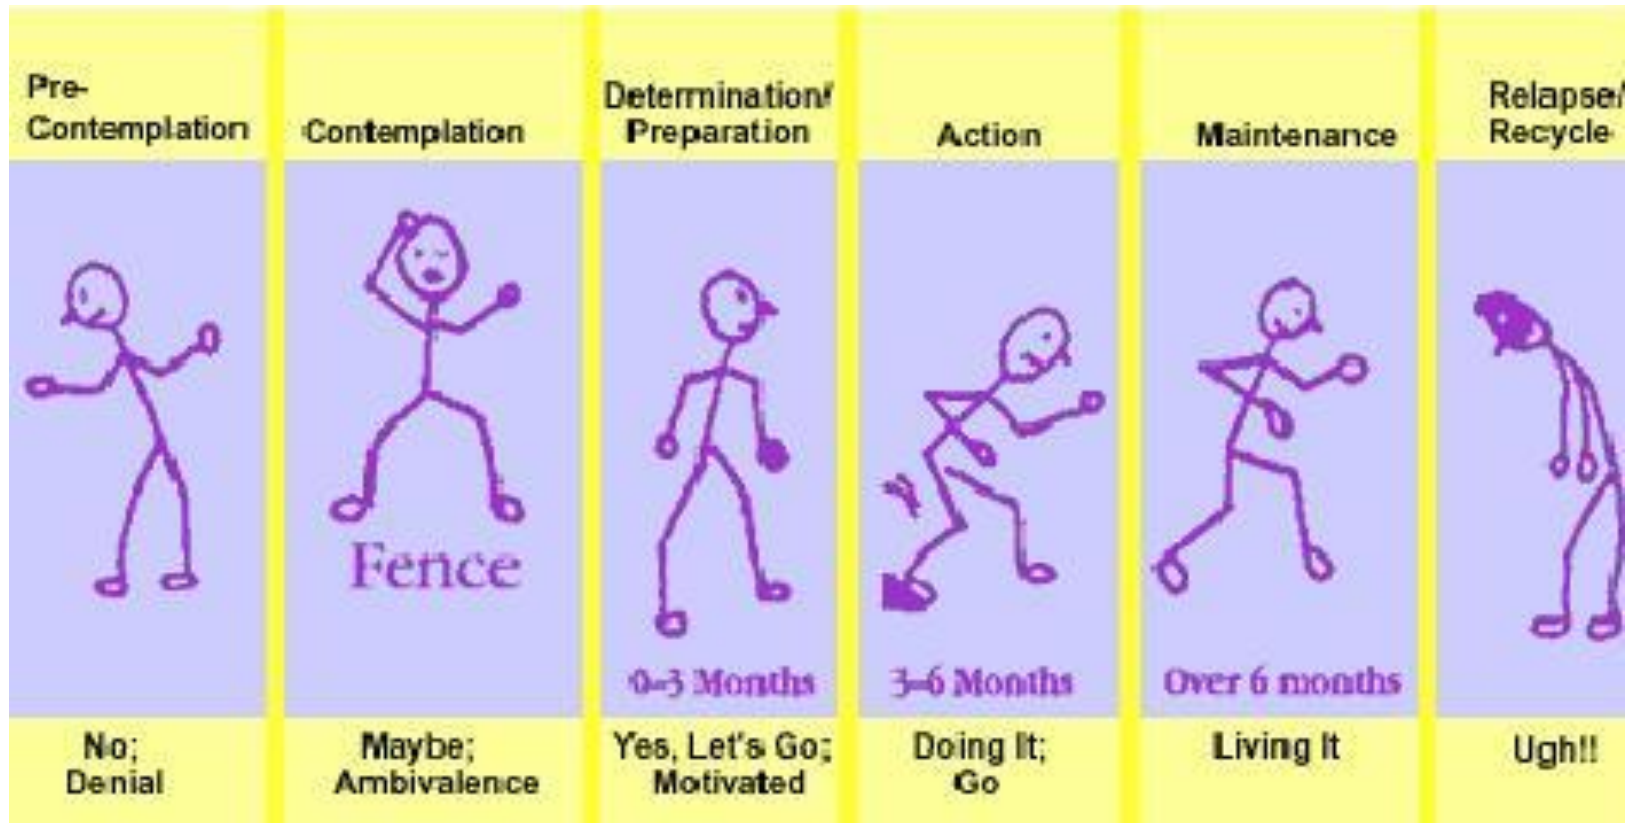 Pre-
Contemplation
Contemplation
Determination/
Preparation
Action
Maintenance
Relapse/
Recycle
Fence
0-3 Months
3-6 Months
Over 6 months
No;
Denial
Maybe;
Ambivalence
Yes, Let's Go;
Motivated
Doing It;
Go
Living It
Ugh!!